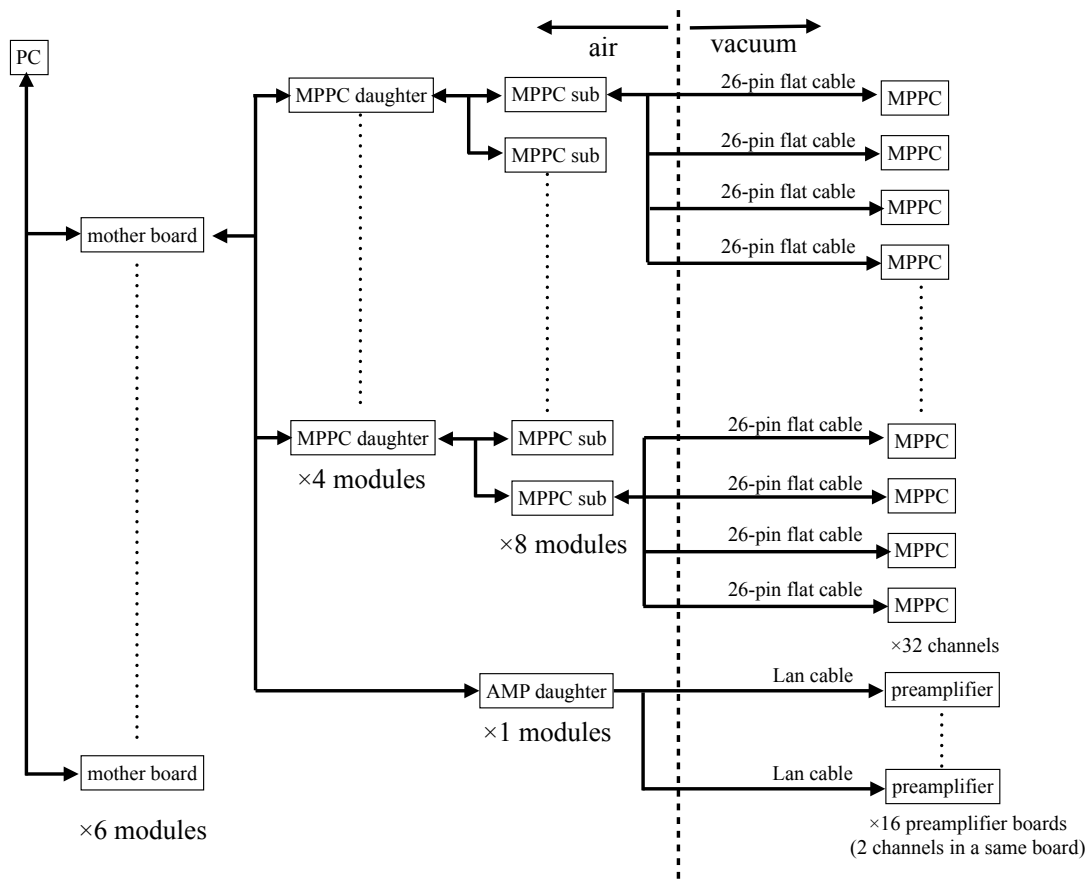 air
vacuum
PC
MPPC daughter
MPPC sub
26-pin flat cable
MPPC
MPPC sub
26-pin flat cable
MPPC
26-pin flat cable
MPPC
mother board
26-pin flat cable
MPPC
MPPC daughter
MPPC sub
26-pin flat cable
MPPC
×4 modules
MPPC sub
26-pin flat cable
MPPC
×8 modules
26-pin flat cable
MPPC
26-pin flat cable
MPPC
×32 channels
AMP daughter
Lan cable
preamplifier
×1 modules
mother board
Lan cable
preamplifier
×6 modules
×16 preamplifier boards
(2 channels in a same board)